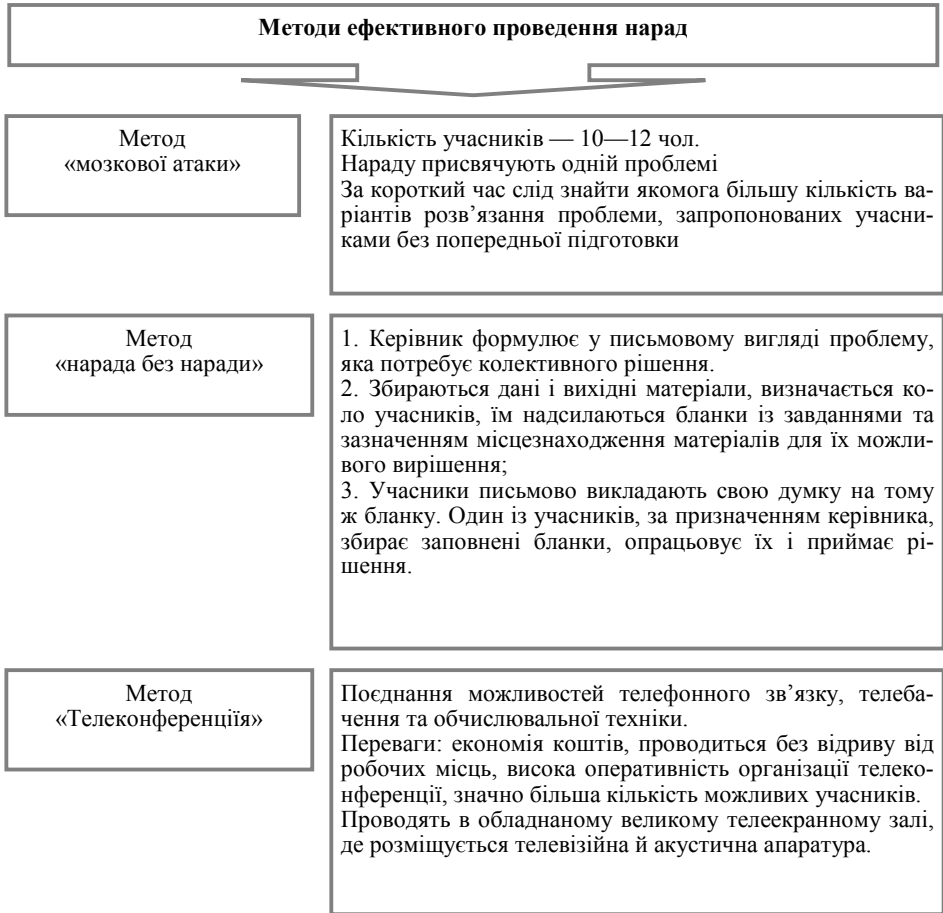 Методи ефективного проведення нарад
Метод
«мозкової атаки»
Кількість учасників — 10—12 чол.
Нараду присвячують одній проблемі
За короткий час слід знайти якомога більшу кількість ва-
ріантів розв’язання проблеми, запропонованих учасни-
ками без попередньої підготовки
Метод
«нарада без наради»
1. Керівник формулює у письмовому вигляді проблему,
яка потребує колективного рішення.
2. Збираються дані і вихідні матеріали, визначається ко-
ло учасників, їм надсилаються бланки із завданнями та
зазначенням місцезнаходження матеріалів для їх можли-
вого вирішення;
3. Учасники письмово викладають свою думку на тому
ж бланку. Один із учасників, за призначенням керівника,
збирає заповнені бланки, опрацьовує їх і приймає рі-
шення.
Метод
«Телеконференціїя»
Поєднання можливостей телефонного зв’язку, телеба-
чення та обчислювальної техніки.
Переваги: економія коштів, проводиться без відриву від
робочих місць, висока оперативність організації телеко-
нференції, значно більша кількість можливих учасників.
Проводять в обладнаному великому телеекранному залі,
де розміщується телевізійна й акустична апаратура.